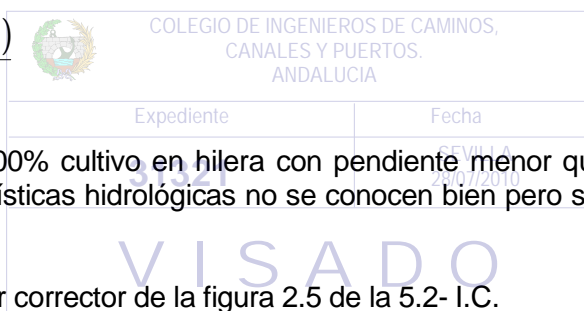 )
COLEGIO DE INGENIEROS DE CAMINOS,
CANALES Y PUERTOS.
ANDALUCIA
Expediente Fecha
31321 SEVILLA
28/07/2010
00% cultivo en hilera con pendiente menor qu
ísticas hidrológicas no se conocen bien pero s
VISADO
r corrector de la figura 2.5 de la 5.2- I.C.